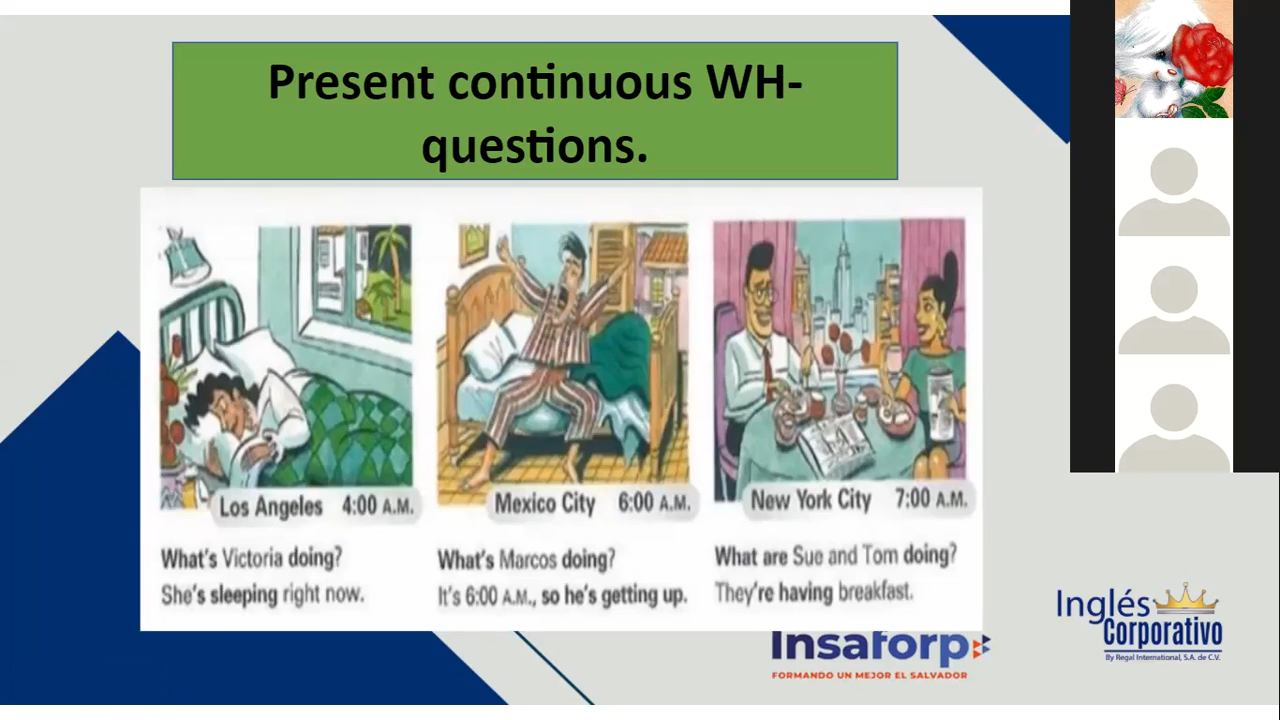 Present continuous WH-
questions.
Los Angeles 4:00 A.M.
What's Victoria doing?
She's sleeping right now.
Mexico City 6:00 A.M.
What's Marcos doing?
It's 6:00 A.M., so he's getting up.
New York City 7:00 A.M.
What are Sue and Tom doing?
They're having breakfast.
Insaforp
FORMANDO UN MEJOR EL SALVADOR
Inglés
Corporativo
By Regal International, S.A. de C.V.